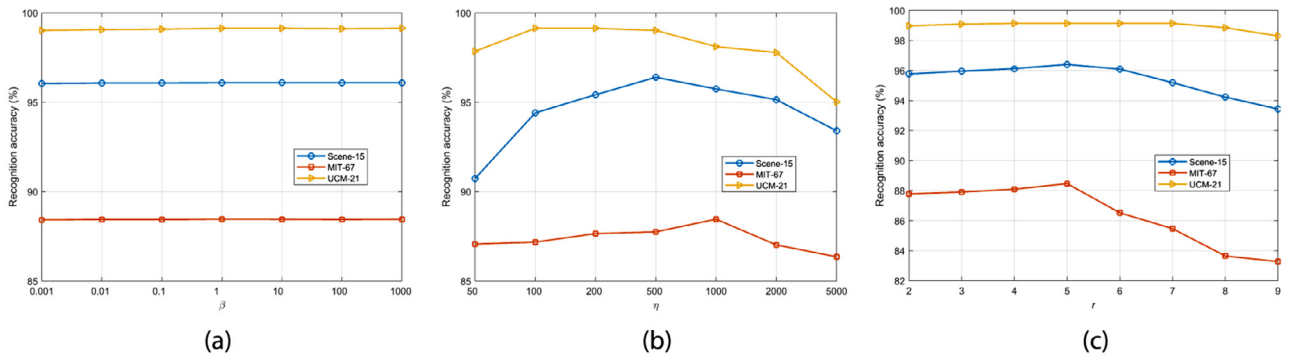 100
95
90
85
Recognition accuracy (%)
Scene-15
MIT-67
UCM-21
0.001 0.01 0.1 1 10 100 1000
β
(a)
100
95
90
85
Recognition accuracy (%)
Scene-15
MIT-67
UCM-21
50 100 200 500 1000 2000 5000
η
(b)
100
98
96
94
92
90
88
86
84
82
Recognition accuracy (%)
Scene-15
MIT-67
UCM-21
2 3 4 5 6 7 8 9
r
(c)